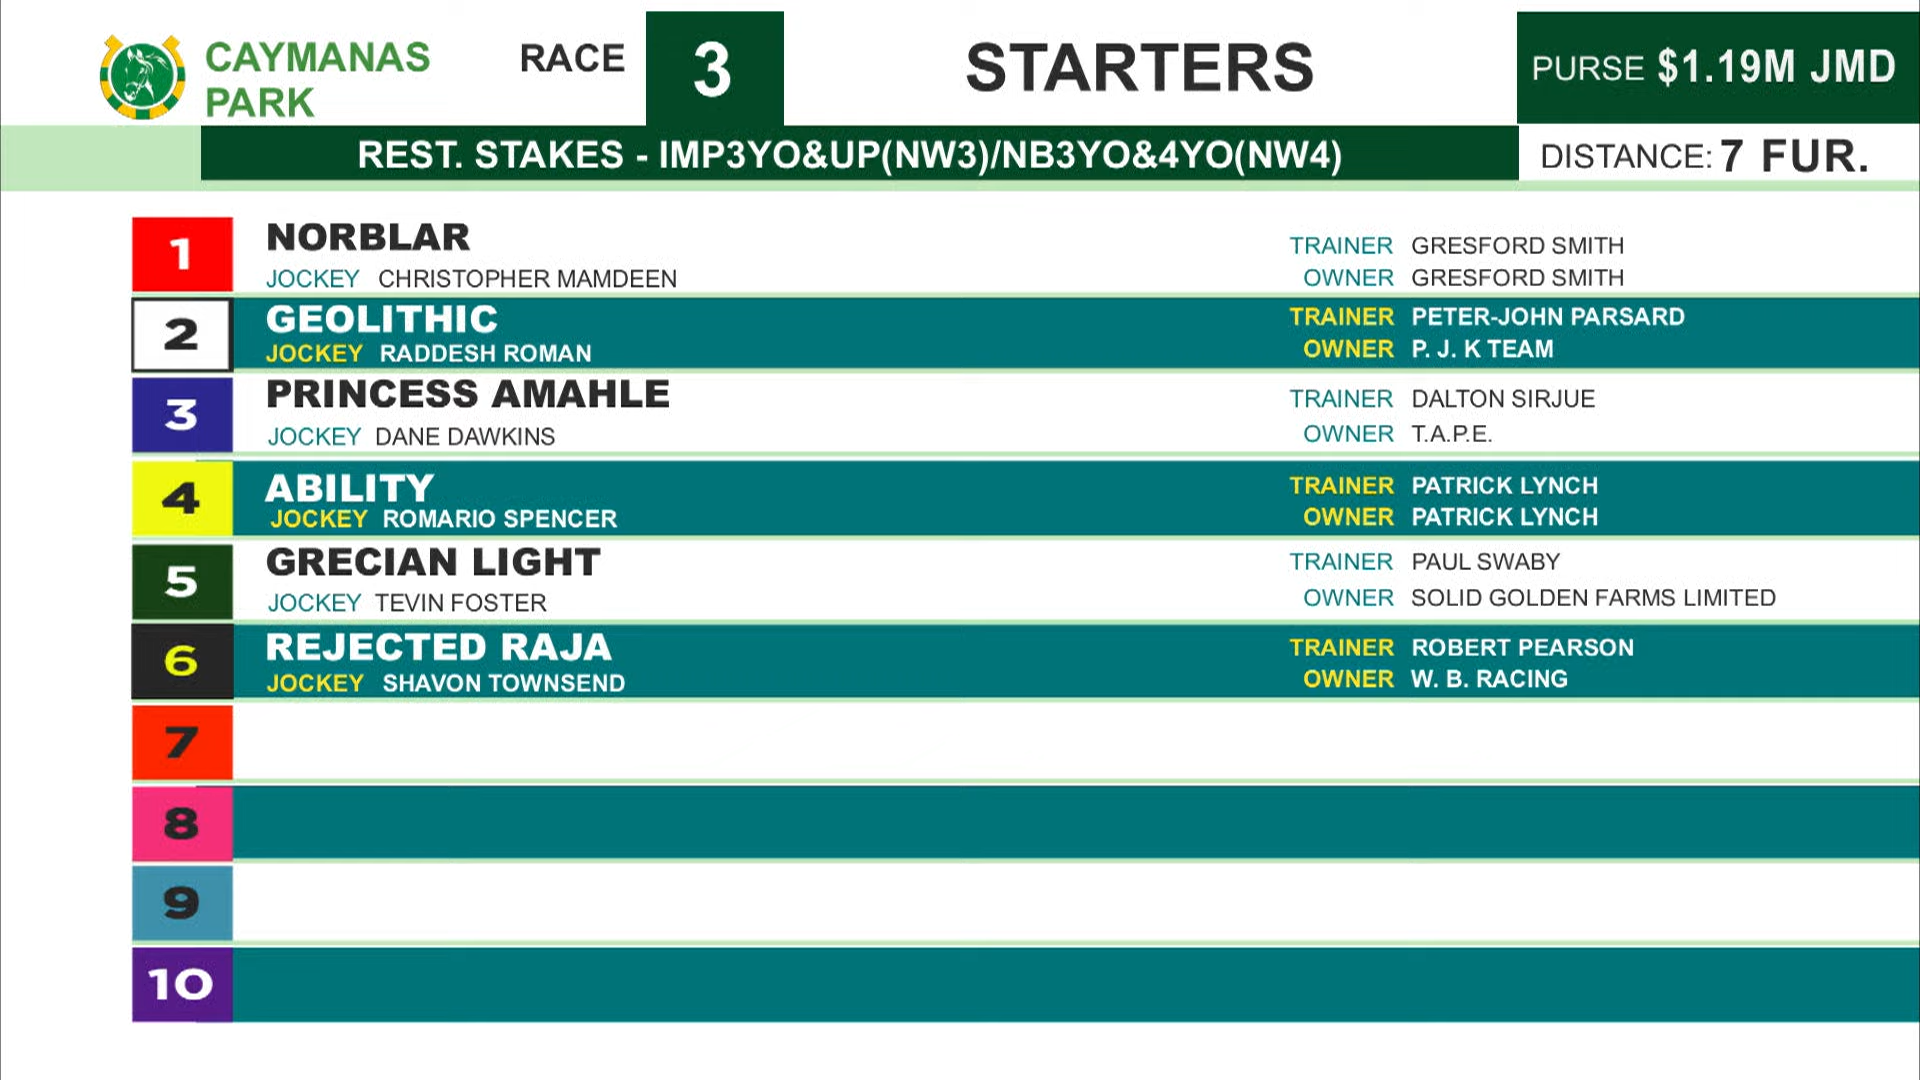 CAYMANAS
PARK
RACE 3
STARTERS
PURSE $1.19M JMD
REST. STAKES - IMP3YO&UP(NW3)/NB3YO&4YO(NW4)
DISTANCE: 7 FUR.
1 NORBLAR
JOCKEY CHRISTOPHER MAMDEEN
TRAINER GRESFORD SMITH
OWNER GRESFORD SMITH
2 GEOLITHIC
JOCKEY RADDESH ROMAN
TRAINER PETER-JOHN PARSARD
OWNER P. J. K TEAM
3 PRINCESS AMAHLE
JOCKEY DANE DAWKINS
TRAINER DALTON SIRJUE
OWNER T.A.P.E.
4 ABILITY
JOCKEY ROMARIO SPENCER
TRAINER PATRICK LYNCH
OWNER PATRICK LYNCH
5 GRECIAN LIGHT
JOCKEY TEVIN FOSTER
TRAINER PAUL SWABY
OWNER SOLID GOLDEN FARMS LIMITED
6 REJECTED RAJA
JOCKEY SHAVON TOWNSEND
TRAINER ROBERT PEARSON
OWNER W. B. RACING
7
8
9
10